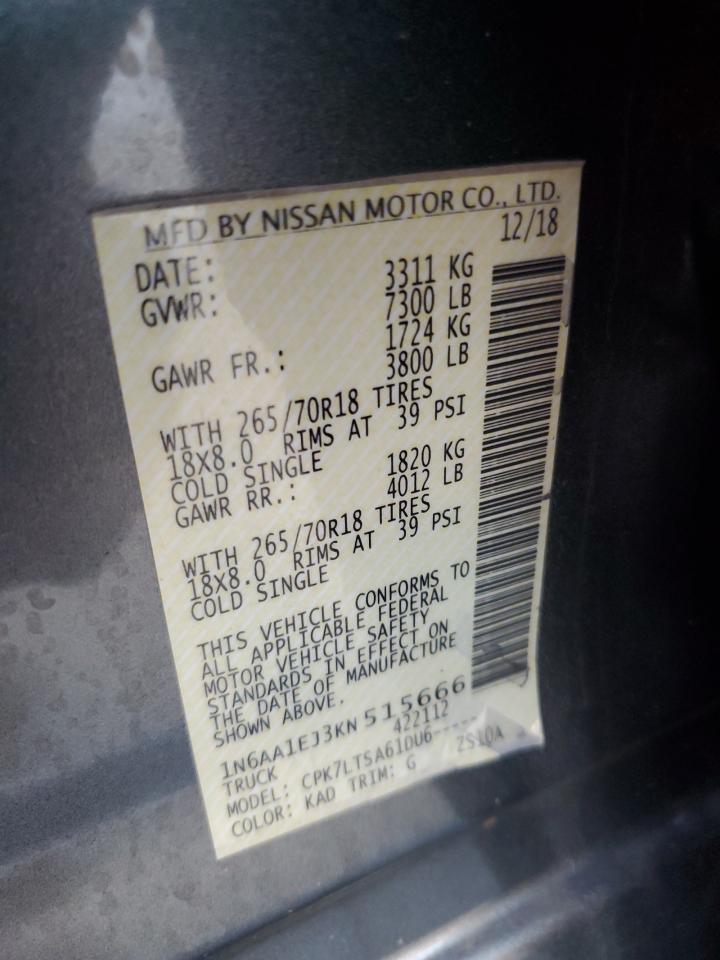 MFD BY NISSAN MOTOR CO., LTD.
DATE: 12/18
GVWR: 3311 KG
7300 LB
GAWR FR.: 1724 KG
3800 LB
WITH 265/70R18 TIRES
18X8.0 RIMS AT 39 PSI
COLD SINGLE
GAWR RR.: 1820 KG
4012 LB
WITH 265/70R18 TIRES
18X8.0 RIMS AT 39 PSI
COLD SINGLE
THIS VEHICLE CONFORMS TO
ALL APPLICABLE FEDERAL
MOTOR VEHICLE SAFETY
STANDARDS IN EFFECT ON
THE DATE OF MANUFACTURE
SHOWN ABOVE.
1N6AA1EJ3KN 515666
TRUCK 422112
MODEL: CPK7LTSA61DU6-----
COLOR: KAD TRIM: G ZS10A